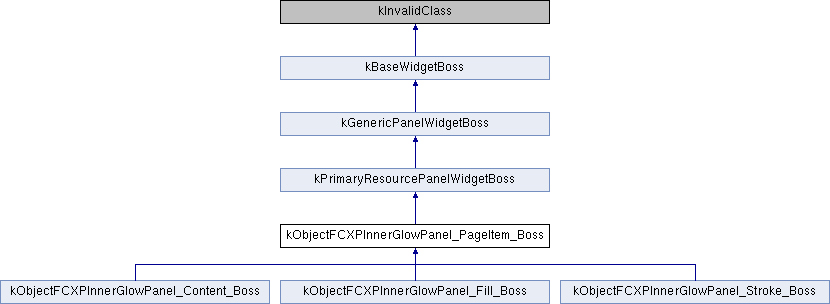 kInvalidClass
kBaseWidgetBoss
kGenericPanelWidgetBoss
kPrimaryResourcePanelWidgetBoss
kObjectFCXPInnerGlowPanel_PageItem_Boss
kObjectFCXPInnerGlowPanel_Content_Boss
kObjectFCXPInnerGlowPanel_Fill_Boss
kObjectFCXPInnerGlowPanel_Stroke_Boss